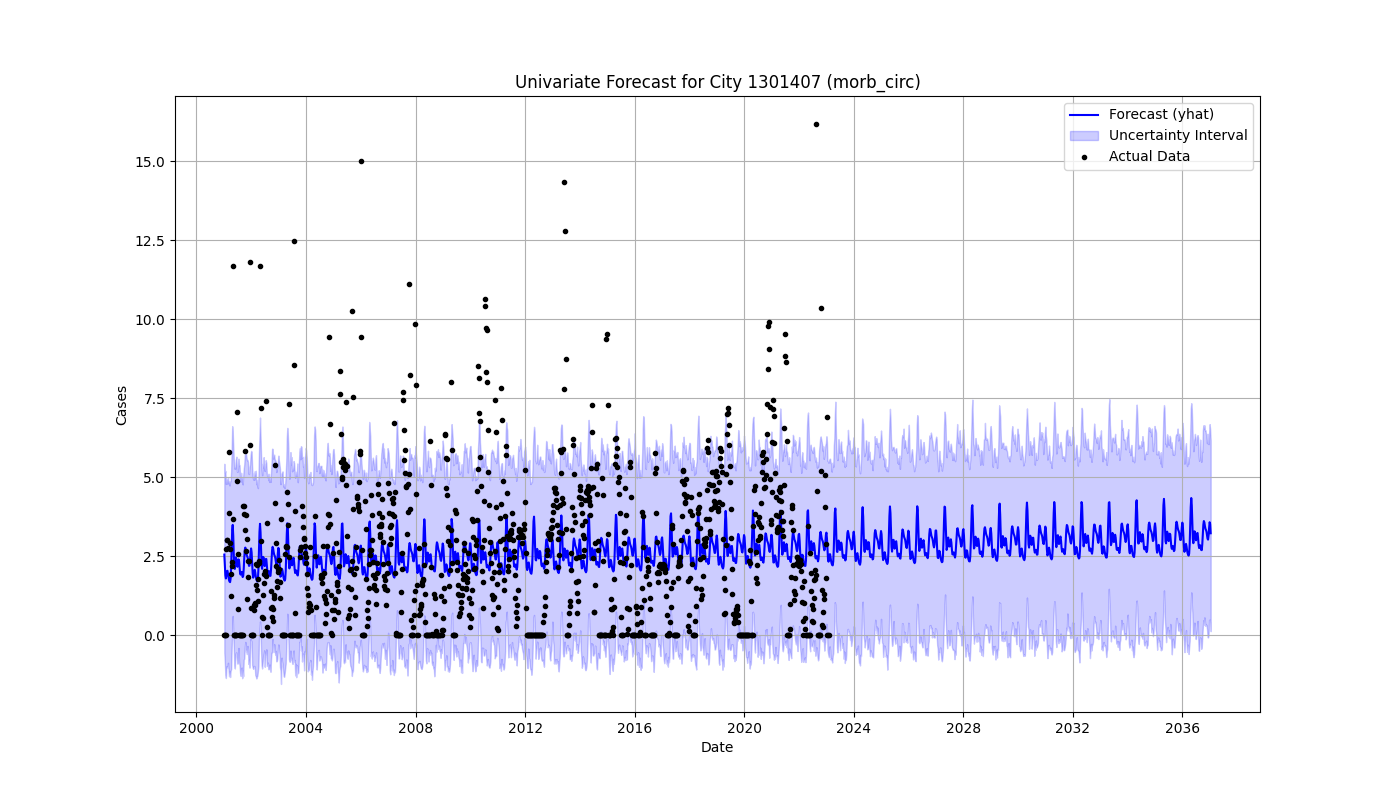 Univariate Forecast for City 1301407 (morb_circ)
Forecast (yhat)
Uncertainty Interval
Actual Data
15.0
12.5
10.0
7.5
5.0
2.5
0.0
Cases
2000 2004 2008 2012 2016 2020 2024 2028 2032 2036
Date